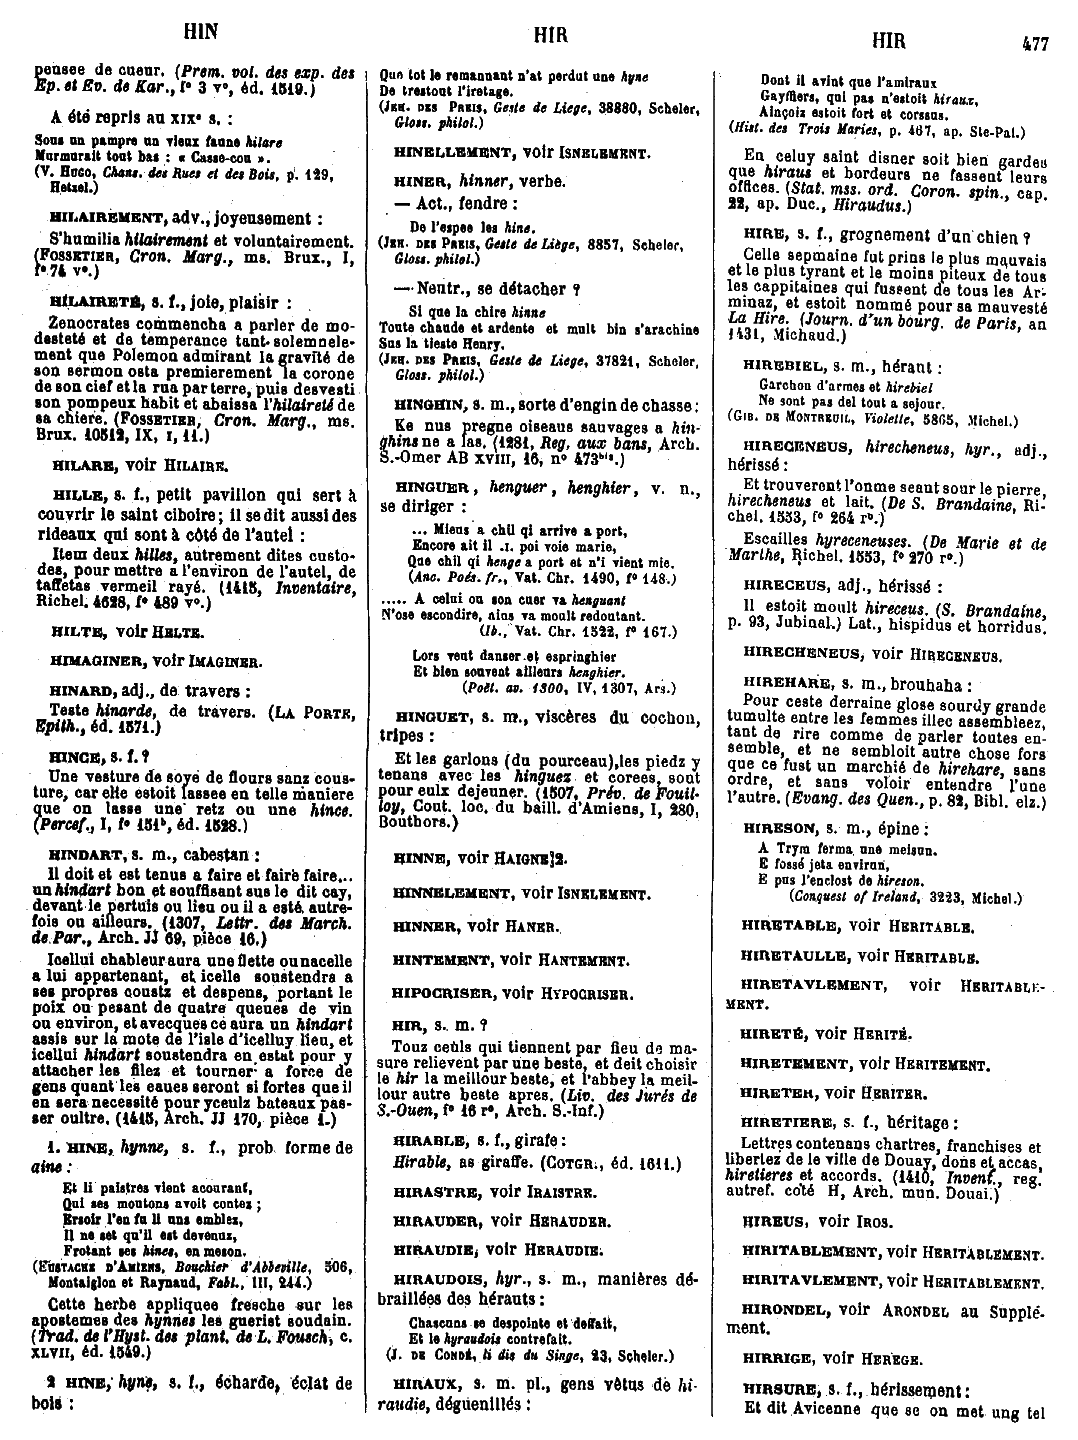 HIN
HIR
HIR
477
pensee de cueur. (Prem. vol. des exp. des
Ep. et Ev. de Kar., f° 3 v°, éd. 1519.)
A été repris au XIXe s. :
Sous un pampre un vieux faune hilare
Murmurait tout bas : « Casse-cou ».
(V. HUGO, Chans. des Rues et des Bois, p. 129,
Hetzel.)
HILAIREMENT, adv., joyeusement :
S'humilia hilairement et voluntairement.
(FOSSETIER, Cron. Marg., ms. Brux., I,
f° 74 v°.)
HILAIRETÉ, s. f., joie, plaisir :
Zenocrates commencha a parler de mo-
desteté et de temperance tant solemnele-
ment que Polemon admirant la gravité de
son sermon osta premierement la corone
de son cief et la rua par terre, puis desvesti
son pompeux habit et abaissa l'hilaireté de
sa chiere. (FOSSETIER, Cron. Marg., ms.
Brux. 10512, IX, I, 11.)
HILARE, voir HILAIRE.
HILLE, s. f., petit pavillon qui sert à
couvrir le saint ciboire; il se dit aussi des
rideaux qui sont à côté de l'autel :
Item deux hilles, autrement dites custo-
des, pour mettre a l'environ de l'autel, de
taffetas vermeil rayé. (1415, Inventaire,
Richel. 4628, f° 489 v°.)
HILTE, voir HELTE.
HIMAGINER, voir IMAGINER.
HINARD, adj., de travers :
Teste hinarde, de travers. (LA PORTE,
Epith., éd. 1571.)
HINCE, s. f. ?
Une vesture de soye de flours sanz cous-
ture, car elle estoit lassee en telle maniere
que on lasse une retz ou une hince.
(Percef., I, f° 151b, éd. 1528.)
HINDART, s. m., cabestan :
Il doit et est tenus a faire et faire faire...
un hindart bon et souffisant sus le dit cay,
devant le pertuis ou lieu ou il a esté autre-
fois ou ailleurs. (1307, Lettr. des March.
de Par., Arch. JJ 69, pièce 16.)
Icellui chableur aura une flette ou nacelle
a lui appartenant, et icelle soustendra a
ses propres coustz et despens, portant le
poix ou pesant de quatre queues de vin
ou environ, et avecques ce aura un hindart
assis sur la mote de l'isle d'icelluy lieu, et
icellui hindart soustendra en estat pour y
attacher les filez et tourner a force de
gens quant les eaues seront si fortes que il
en sera necessité pour yceulz bateaux pas-
ser oultre. (1415, Arch. JJ 170, pièce 1.)
1. HINE, hynne, s. f., prob. forme de
aine :
Et li paistres vient acourant,
Qui ses moutons avoit contez ;
Ersoir l'en fu li uns emblez,
Il ne set qu'il est devenuz,
Frotant ses hines, en meson.
(EUSTACHE D'AMIENS, Bouchier d'Abbeville, 506,
Montaiglon et Raynaud, Fabl., III, 244.)
Cette herbe appliquee fresche sur les
apostemes des hynnes les guerist soudain.
(Trad. de l'Hyst. des plant. de L. Fousch, c.
XLVII, éd. 1549.)
2 HINE, hyne, s. f., écharde, éclat de
bois :
Que tot le remannant n'at perdut une hyne
De trestout l'iretage.
(JEH. DES PREIS, Geste de Liege, 38880, Scheler,
Gloss. philol.)
HINELLEMENT, voir ISNELEMENT.
HINER, hinner, verbe.
— Act., fendre :
De l'espee les hine.
(JEH. DES PREIS, Geste de Liège, 8857, Scheler,
Gloss. philol.)
— Neutr., se détacher ?
Si que la chire hinne
Toute chaude et ardente et mult bin s'arachine
Sus la tieste Henry.
(JEH. DES PREIS, Geste de Liege, 37821, Scheler,
Gloss. philol.)
HINGHIN, s. m., sorte d'engin de chasse :
Ke nus pregne oiseaus sauvages a hin-
ghins ne a las. (1281, Reg. aux bans, Arch.
S.-Omer AB XVIII, 16, n° 473bis.)
HINGUER, henguer, henghier, v. n.,
se diriger :
... Mieus a chil qi arrive a port,
Encore ait il .I. poi voie marie,
Que chil qi henge a port et n'i vient mie.
(Anc. Poés. fr., Vat. Chr. 1490, f° 148.)
..... A celui ou son cuer va henguant
N'ose escondire, ains va moult redoutant.
(Ib., Vat. Chr. 1522, f° 167.)
Lors vont danser et espringhier
Et bien souvent ailleurs henghier.
(Poët. av. 1300, IV, 1307, Ars.)
HINGUET, s. m., viscères du cochon,
tripes :
Et les garlons (du pourceau), les piedz y
tenans avec les hinguez et corees, sont
pour eulx dejeuner. (1507, Prév. de Fouil-
loy, Cout. loc. du baill. d'Amiens, I, 280,
Bouthors.)
HINNE, voir HAIGNE 2.
HINNELEMENT, voir ISNELEMENT.
HINNER, voir HANER.
HINTEMENT, voir HANTEMENT.
HIPOCRISER, voir HYPOCRISER.
HIR, s. m. ?
Touz ceuls qui tiennent par fieu de ma-
sure relievent par une beste, et deit choisir
le hir la meillour beste, et l'abbey la meil-
lour autre beste apres. (Liv. des Jurés de
S.-Ouen, f° 16 r°, Arch. S.-Inf.)
HIRABLE, s. f., girafe :
Hirable, as giraffe. (COTGR., éd. 1611.)
HIRASTRE, voir IRAISTRE.
HIRAUDER, voir HERAUDER.
HIRAUDIE, voir HERAUDIE.
HIRAUDOIS, hyr., s. m., manières dé-
braillées des hérauts :
Chascuns se despointe et deffait,
Et le hyraudois contrefait.
(J. DE CONDÉ, li dis du Singe, 23, Scheler.)
HIRAUX, s. m. pl., gens vêtus de hi-
raudie, déguenillés :
Dont il avint que l'amiraux
Gayffiers, qui pas n'estoit hiraux,
Ainçois estoit fort et corssus.
(Hist. des Trois Maries, p. 467, ap. Ste-Pal.)
En celuy saint disner soit bien gardeu
que hiraus et bordeurs ne fassent leurs
offices. (Stat. mss. ord. Coron. spin., cap.
22, ap. Duc., Hiraudus.)
HIRE, s. f., grognement d'un chien ?
Celle sepmaine fut prins le plus mauvais
et le plus tyrant et le moins piteux de tous
les cappitaines qui fussent de tous les Ar-
minaz, et estoit nommé pour sa mauvesté
La Hire. (Journ. d'un bourg. de Paris, an
1431, Michaud.)
HIREBIEL, s. m., héraut :
Garchon d'armes et hirebiel
Ne sont pas del tout a sejour.
(GIB. DE MONTREUIL, Violette, 5865, Michel.)
HIRECENEUS, hirecheneus, hyr., adj.,
hérissé :
Et trouverent l'onme seant sour le pierre,
hirecheneus et lait. (De S. Brandaine, Ri-
chel. 1553, f° 264 r°.)
Escailles hyreceneuses. (De Marie et de
Marthe, Richel. 1553, f° 270 r°.)
HIRECEUS, adj., hérissé :
Il estoit moult hireceus. (S. Brandaine,
p. 93, Jubinal.) Lat., hispidus et horridus.
HIRECHENEUS, voir HIRECENEUS.
HIREHARE, s. m., brouhaha :
Pour ceste derraine glose sourdy grande
tumulte entre les femmes illec assembleez,
tant de rire comme de parler toutes en-
semble, et ne sembloit autre chose fors
que ce fust un marchié de hirehare, sans
ordre, et sans voloir entendre l'une
l'autre. (Evang. des Quen., p. 82, Bibl. elz.)
HIRESON, s. m., épine :
A Trym ferma une meison.
E fossé jeta environ,
E pus l'enclost de hireson.
(Conquest of Ireland, 3223, Michel.)
HIRETABLE, voir HERITABLE.
HIRETAULLE, voir HERITABLE.
HIRETAVLEMENT, voir HERITABLE-
MENT.
HIRETÉ, voir HERITÉ.
HIRETEMENT, voir HERITEMENT.
HIRETER, voir HERITER.
HIRETIERE, s. f., héritage :
Lettres contenans chartres, franchises et
libertez de le ville de Douay, dons et accas,
hiretieres et accords. (1410, Invent., reg.
autref. coté H, Arch. mun. Douai.)
HIREUS, voir IROS.
HIRITABLEMENT, voir HERITABLEMENT.
HIRITAVLEMENT, voir HERITABLEMENT.
HIRONDEL, voir ARONDEL au Supplé-
ment.
HIRRIGE, voir HEREGE.
HIRSURE, s. f., hérissement :
Et dit Avicenne que se on met ung tel